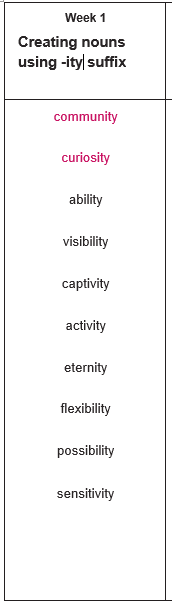 Week 1
Creating nouns
using -ity suffix
community
curiosity
ability
visibility
captivity
activity
eternity
flexibility
possibility
sensitivity